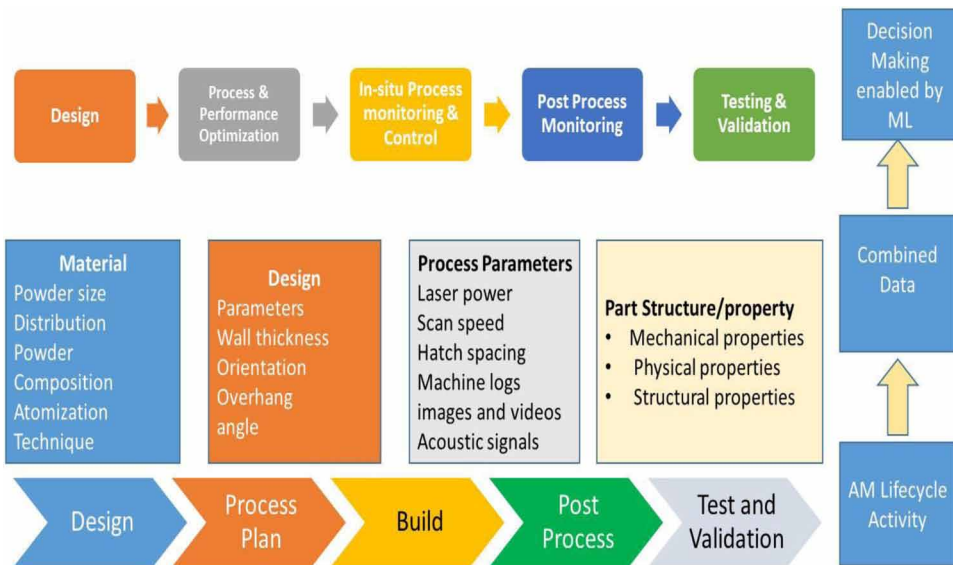 Design
Process &
Performance
Optimization
In-situ Process
monitoring &
Control
Post Process
Monitoring
Testing &
Validation
Decision
Making
enabled by
ML
Material
Powder size
Distribution
Powder
Composition
Atomization
Technique
Design
Parameters
Wall thickness
Orientation
Overhang
angle
Process Parameters
Laser power
Scan speed
Hatch spacing
Machine logs
images and videos
Acoustic signals
Part Structure/property
• Mechanical properties
• Physical properties
• Structural properties
Combined
Data
Design
Process
Plan
Build
Post
Process
Test and
Validation
AM Lifecycle
Activity